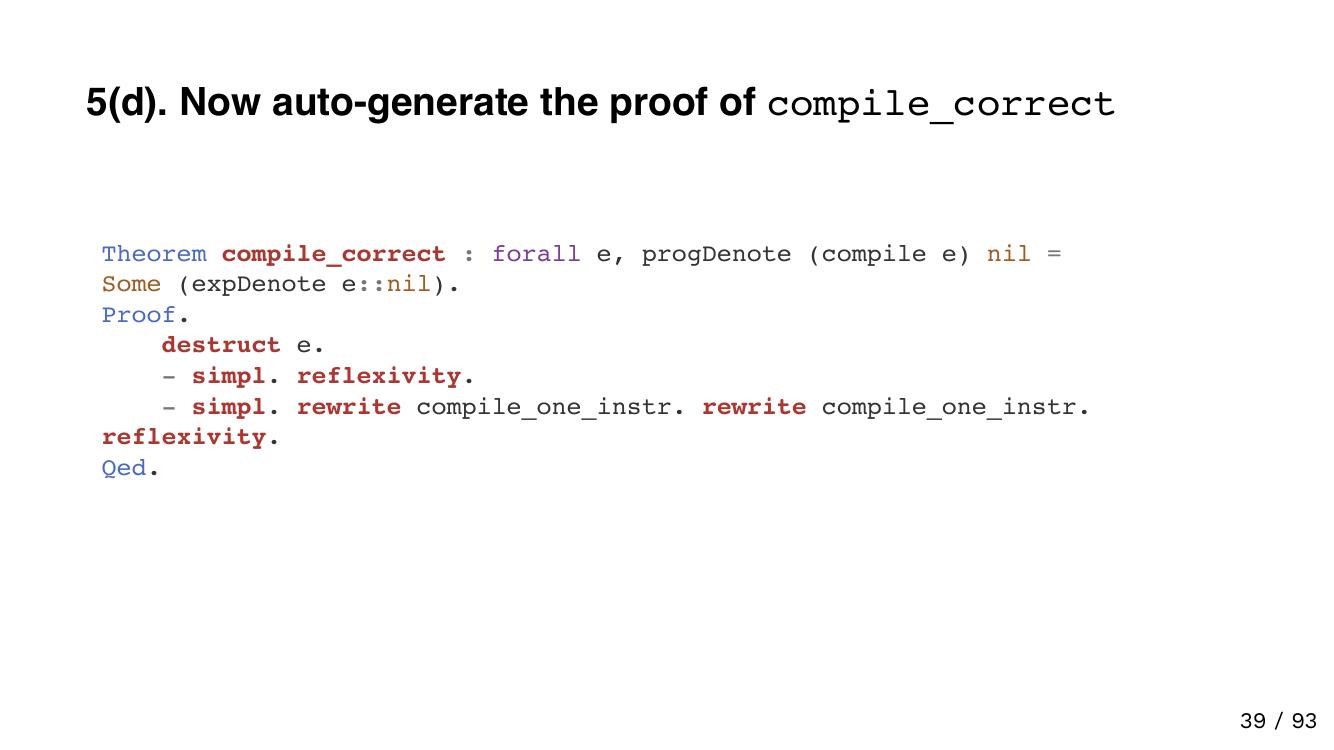 5(d). Now auto-generate the proof of compile_correct
Theorem compile_correct : forall e, progDenote (compile e) nil =
Some (expDenote e::nil).
Proof.
    destruct e.
    - simpl. reflexivity.
    - simpl. rewrite compile_one_instr. rewrite compile_one_instr.
reflexivity.
Qed.
39 / 93